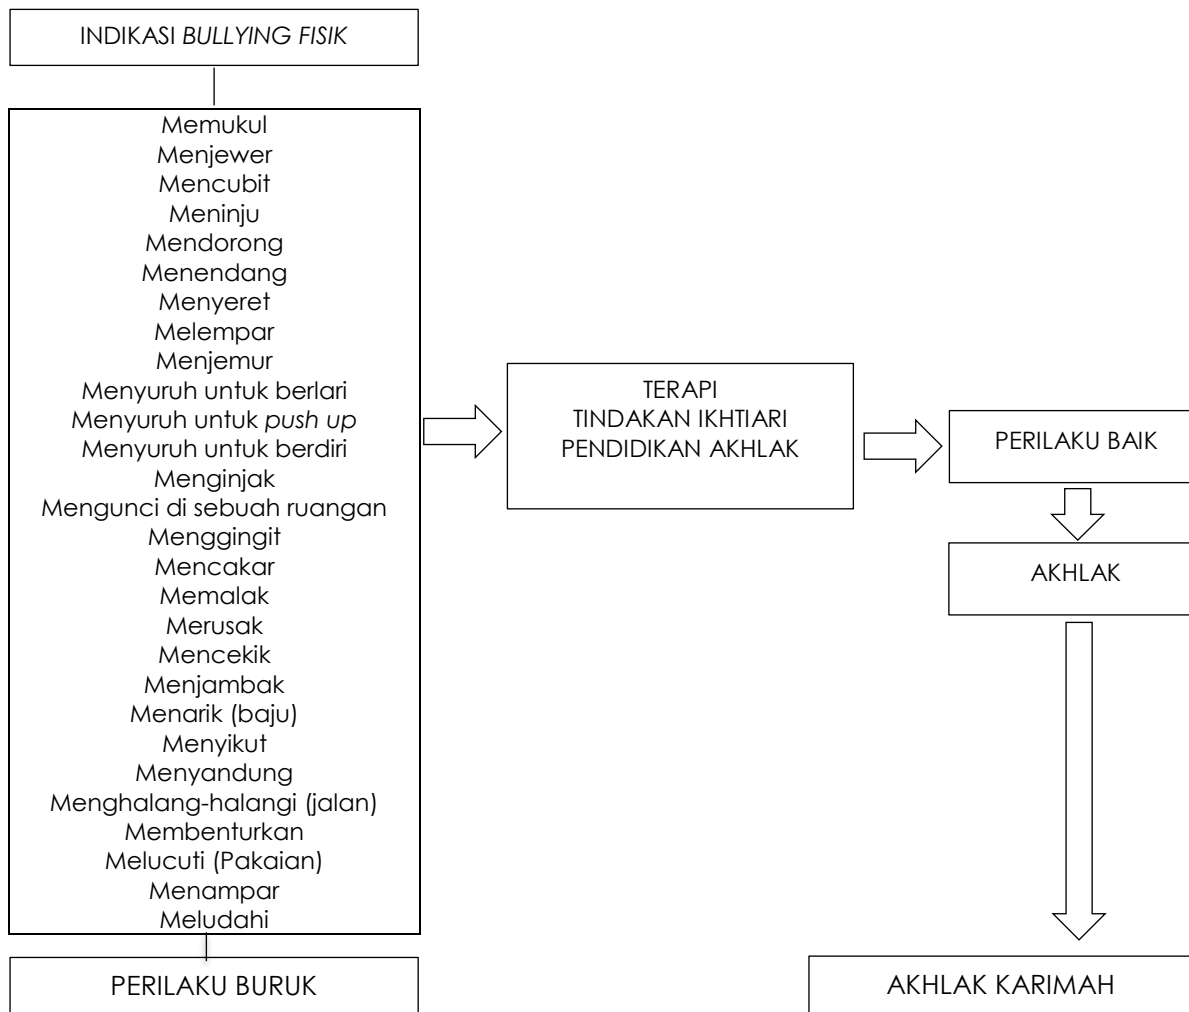 INDIKASI BULLYING FISIK
Memukul
Menjewer
Mencubit
Meninju
Mendorong
Menendang
Menyeret
Melempar
Menjemur
Menyuruh untuk berlari
Menyuruh untuk push up
Menyuruh untuk berdiri
Menginjak
Mengunci di sebuah ruangan
Menggingit
Mencakar
Memalak
Merusak
Mencekik
Menjambak
Menarik (baju)
Menyikut
Menyandung
Menghalang-halangi (jalan)
Membenturkan
Melucuti (Pakaian)
Menampar
Meludahi
PERILAKU BURUK
TERAPI
TINDAKAN IKHTIARI
PENDIDIKAN AKHLAK
PERILAKU BAIK
AKHLAK
AKHLAK KARIMAH